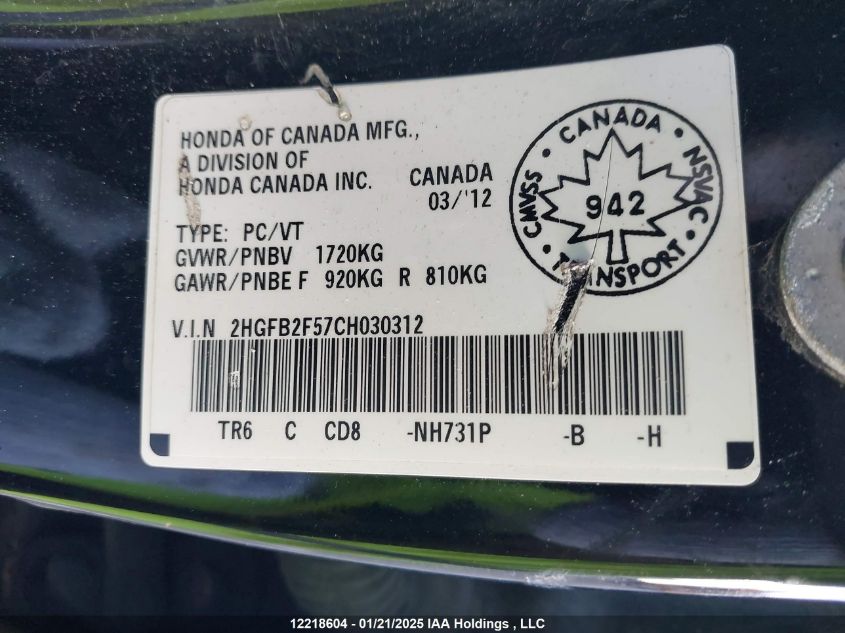 HONDA OF CANADA MFG.,
A DIVISION OF
HONDA CANADA INC. CANADA
03/'12
TYPE: PC/VT
GVWR/PNBV 1720KG
GAWR/PNBE F 920KG R 810KG
V.I.N 2HGFB2F57CH030312
TR6 C CD8 -NH731P -B -H
CANADA
CMVSS 942 NSVAC
TRANSPORT
12218604 - 01/21/2025 IAA Holdings , LLC